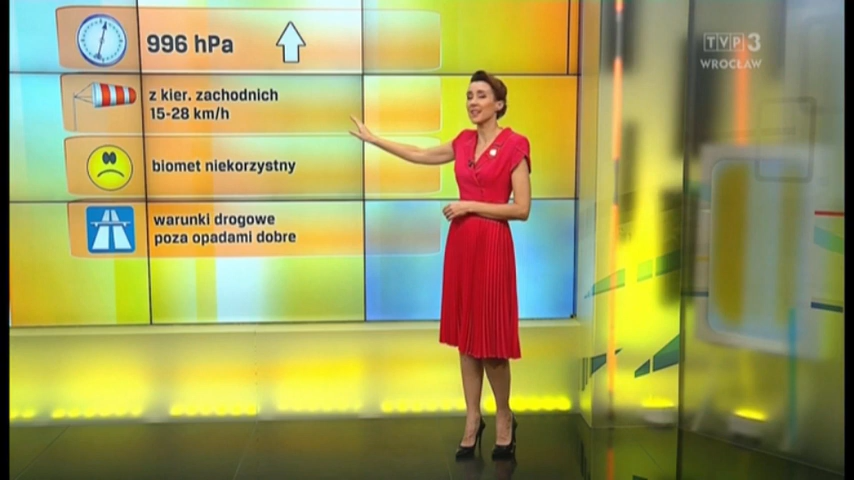 996 hPa
TVP3
WROCŁAW
z kier. zachodnich
15-28 km/h
biomet niekorzystny
warunki drogowe
poza opadami dobre